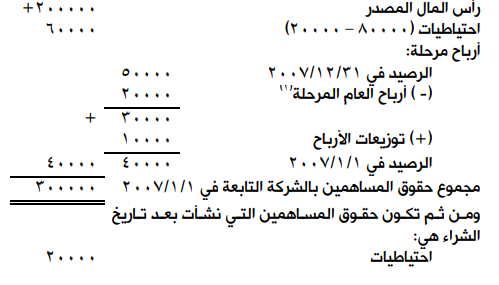 رأس المال المصدر ٢٠٠٠٠٠+
احتياطيات (٨٠٠٠٠ – ٢٠٠٠٠) ٦٠٠٠٠
أرباح مرحلة:
الرصيد في ٢٠٠٧/١٢/٣١ ٥٠٠٠٠
(-) أرباح العام المرحلة(١) ٢٠٠٠٠
٣٠٠٠٠ +
(+) توزيعات الأرباح ١٠٠٠٠
الرصيد في ٢٠٠٧/١/١ ٤٠٠٠٠ ٤٠٠٠٠
مجموع حقوق المساهمين بالشركة التابعة في ٢٠٠٧/١/١ ٣٠٠٠٠٠
ومن ثم تكون حقوق المساهمين التي نشأت بعد تاريخ
الشراء هي:
احتياطيات ٢٠٠٠٠